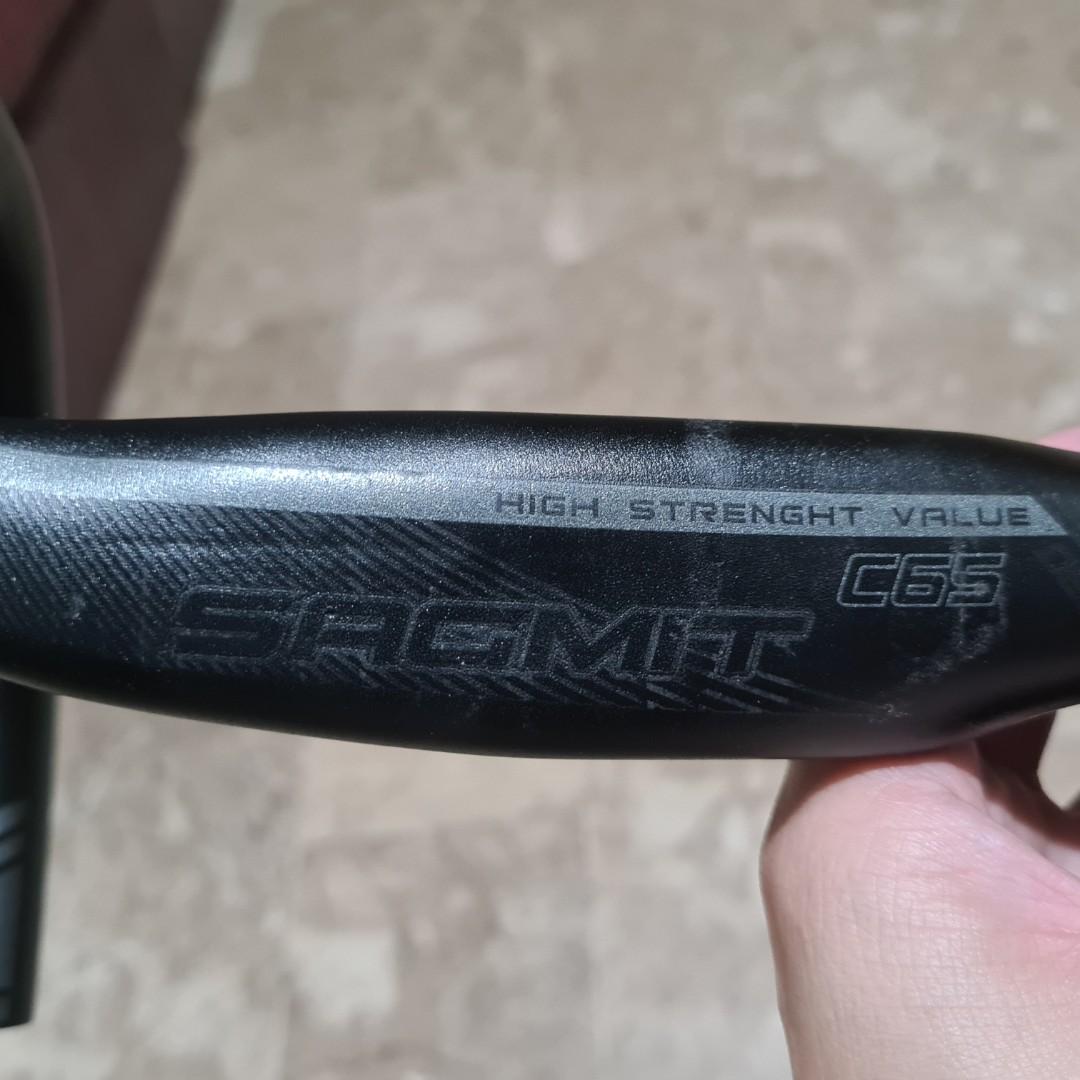 HIGH STRENGHT VALUE
C65
SAGMIT